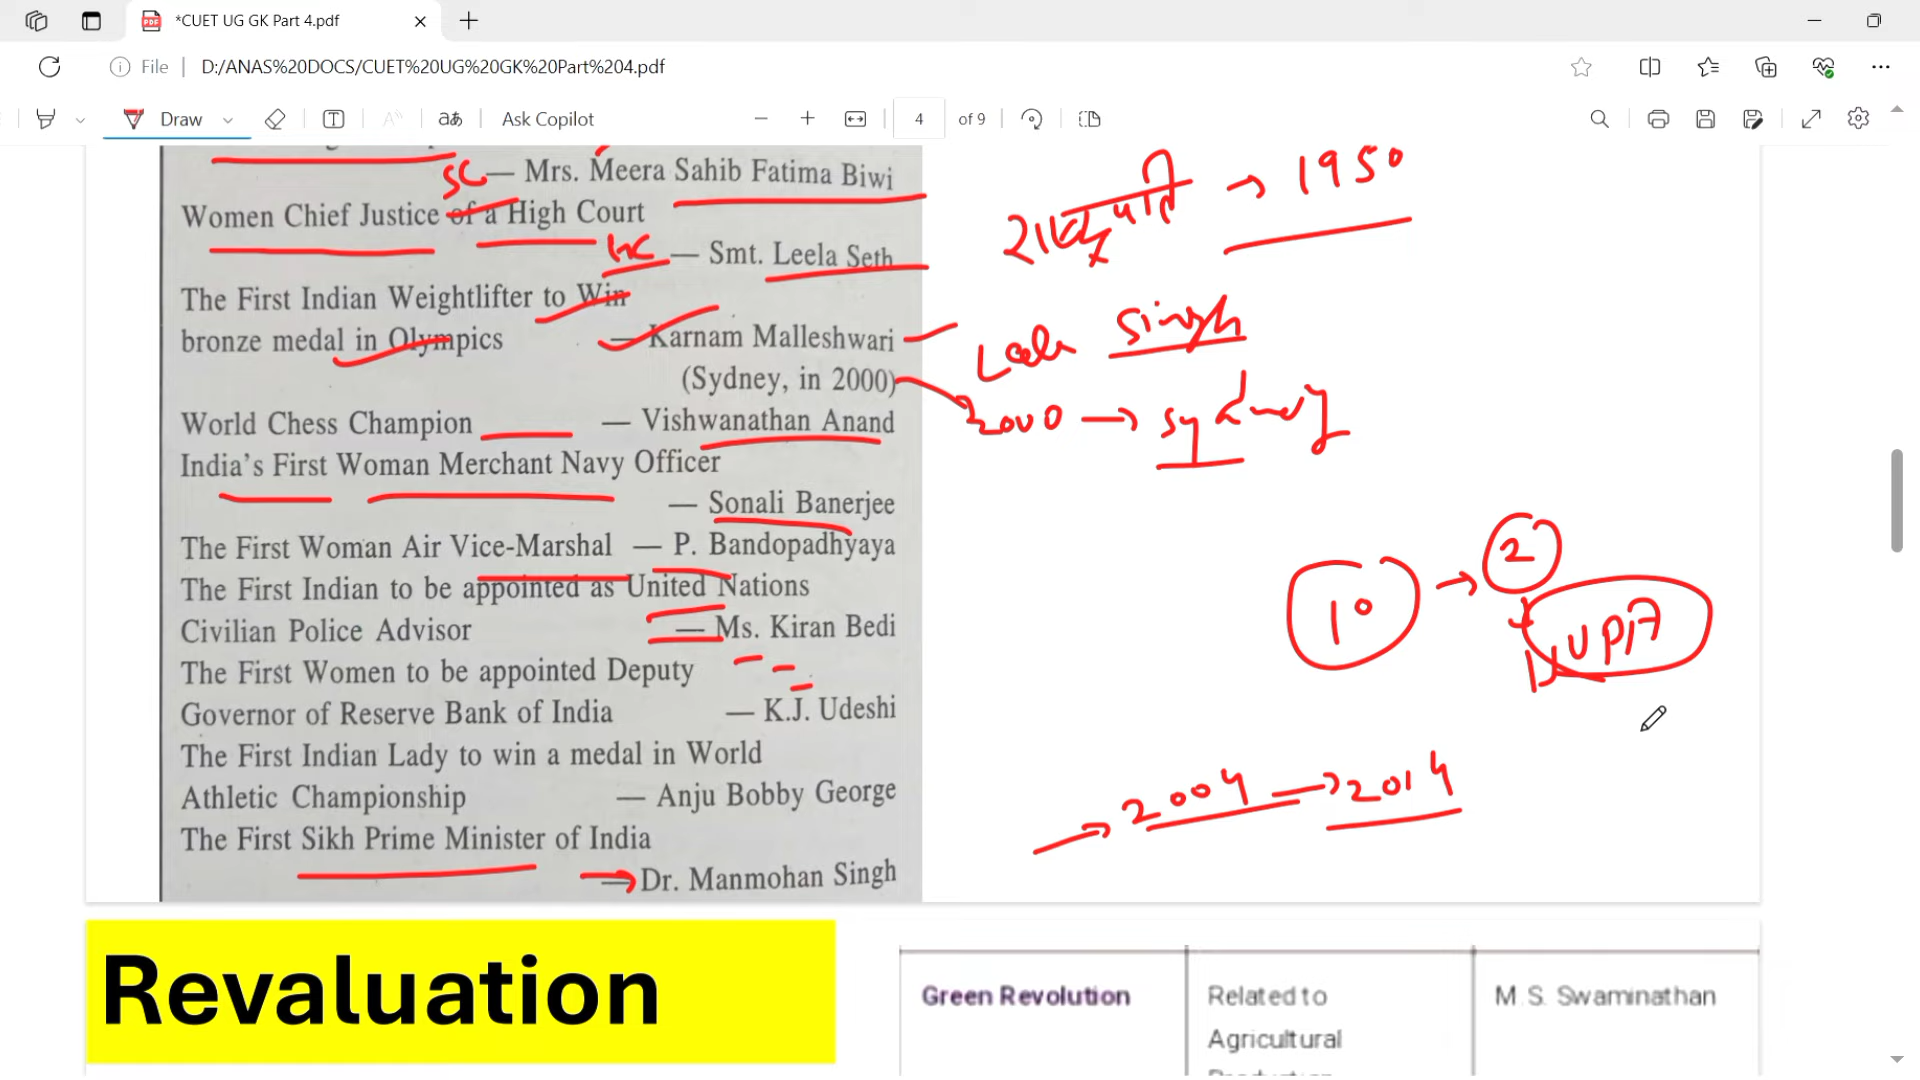 *CUET UG GK Part 4.pdf
File
D:/ANAS%20DOCS/CUET%20UG%20GK%20Part%204.pdf
Draw
aあ
Ask Copilot
4 of 9
SC — Mrs. Meera Sahib Fatima Biwi
Women Chief Justice of a High Court
HC — Smt. Leela Seth
The First Indian Weightlifter to Win
bronze medal in Olympics — Karnam Malleshwari
(Sydney, in 2000)
World Chess Champion — Vishwanathan Anand
India's First Woman Merchant Navy Officer
— Sonali Banerjee
The First Woman Air Vice-Marshal — P. Bandopadhyaya
The First Indian to be appointed as United Nations
Civilian Police Advisor — Ms. Kiran Bedi
The First Women to be appointed Deputy
Governor of Reserve Bank of India — K.J. Udeshi
The First Indian Lady to win a medal in World
Athletic Championship — Anju Bobby George
The First Sikh Prime Minister of India
— Dr. Manmohan Singh
→ 1950
Singh
2000 → Sydney
10 → 2
UPA
→ 2004 → 2014
Revaluation
Green Revolution
Related to
Agricultural
M.S. Swaminathan